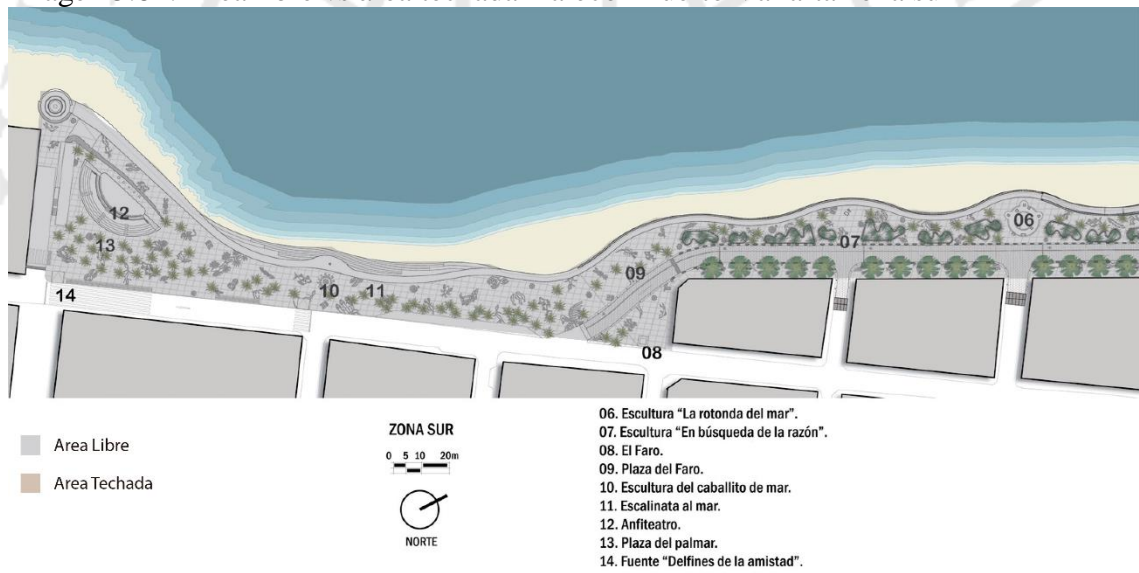 12
13
14
10
11
09
08
07
06
Area Libre
Area Techada
ZONA SUR
0 5 10 20m
NORTE
06. Escultura "La rotonda del mar".
07. Escultura "En búsqueda de la razón".
08. El Faro.
09. Plaza del Faro.
10. Escultura del caballito de mar.
11. Escalinata al mar.
12. Anfiteatro.
13. Plaza del palmar.
14. Fuente "Delfines de la amistad".